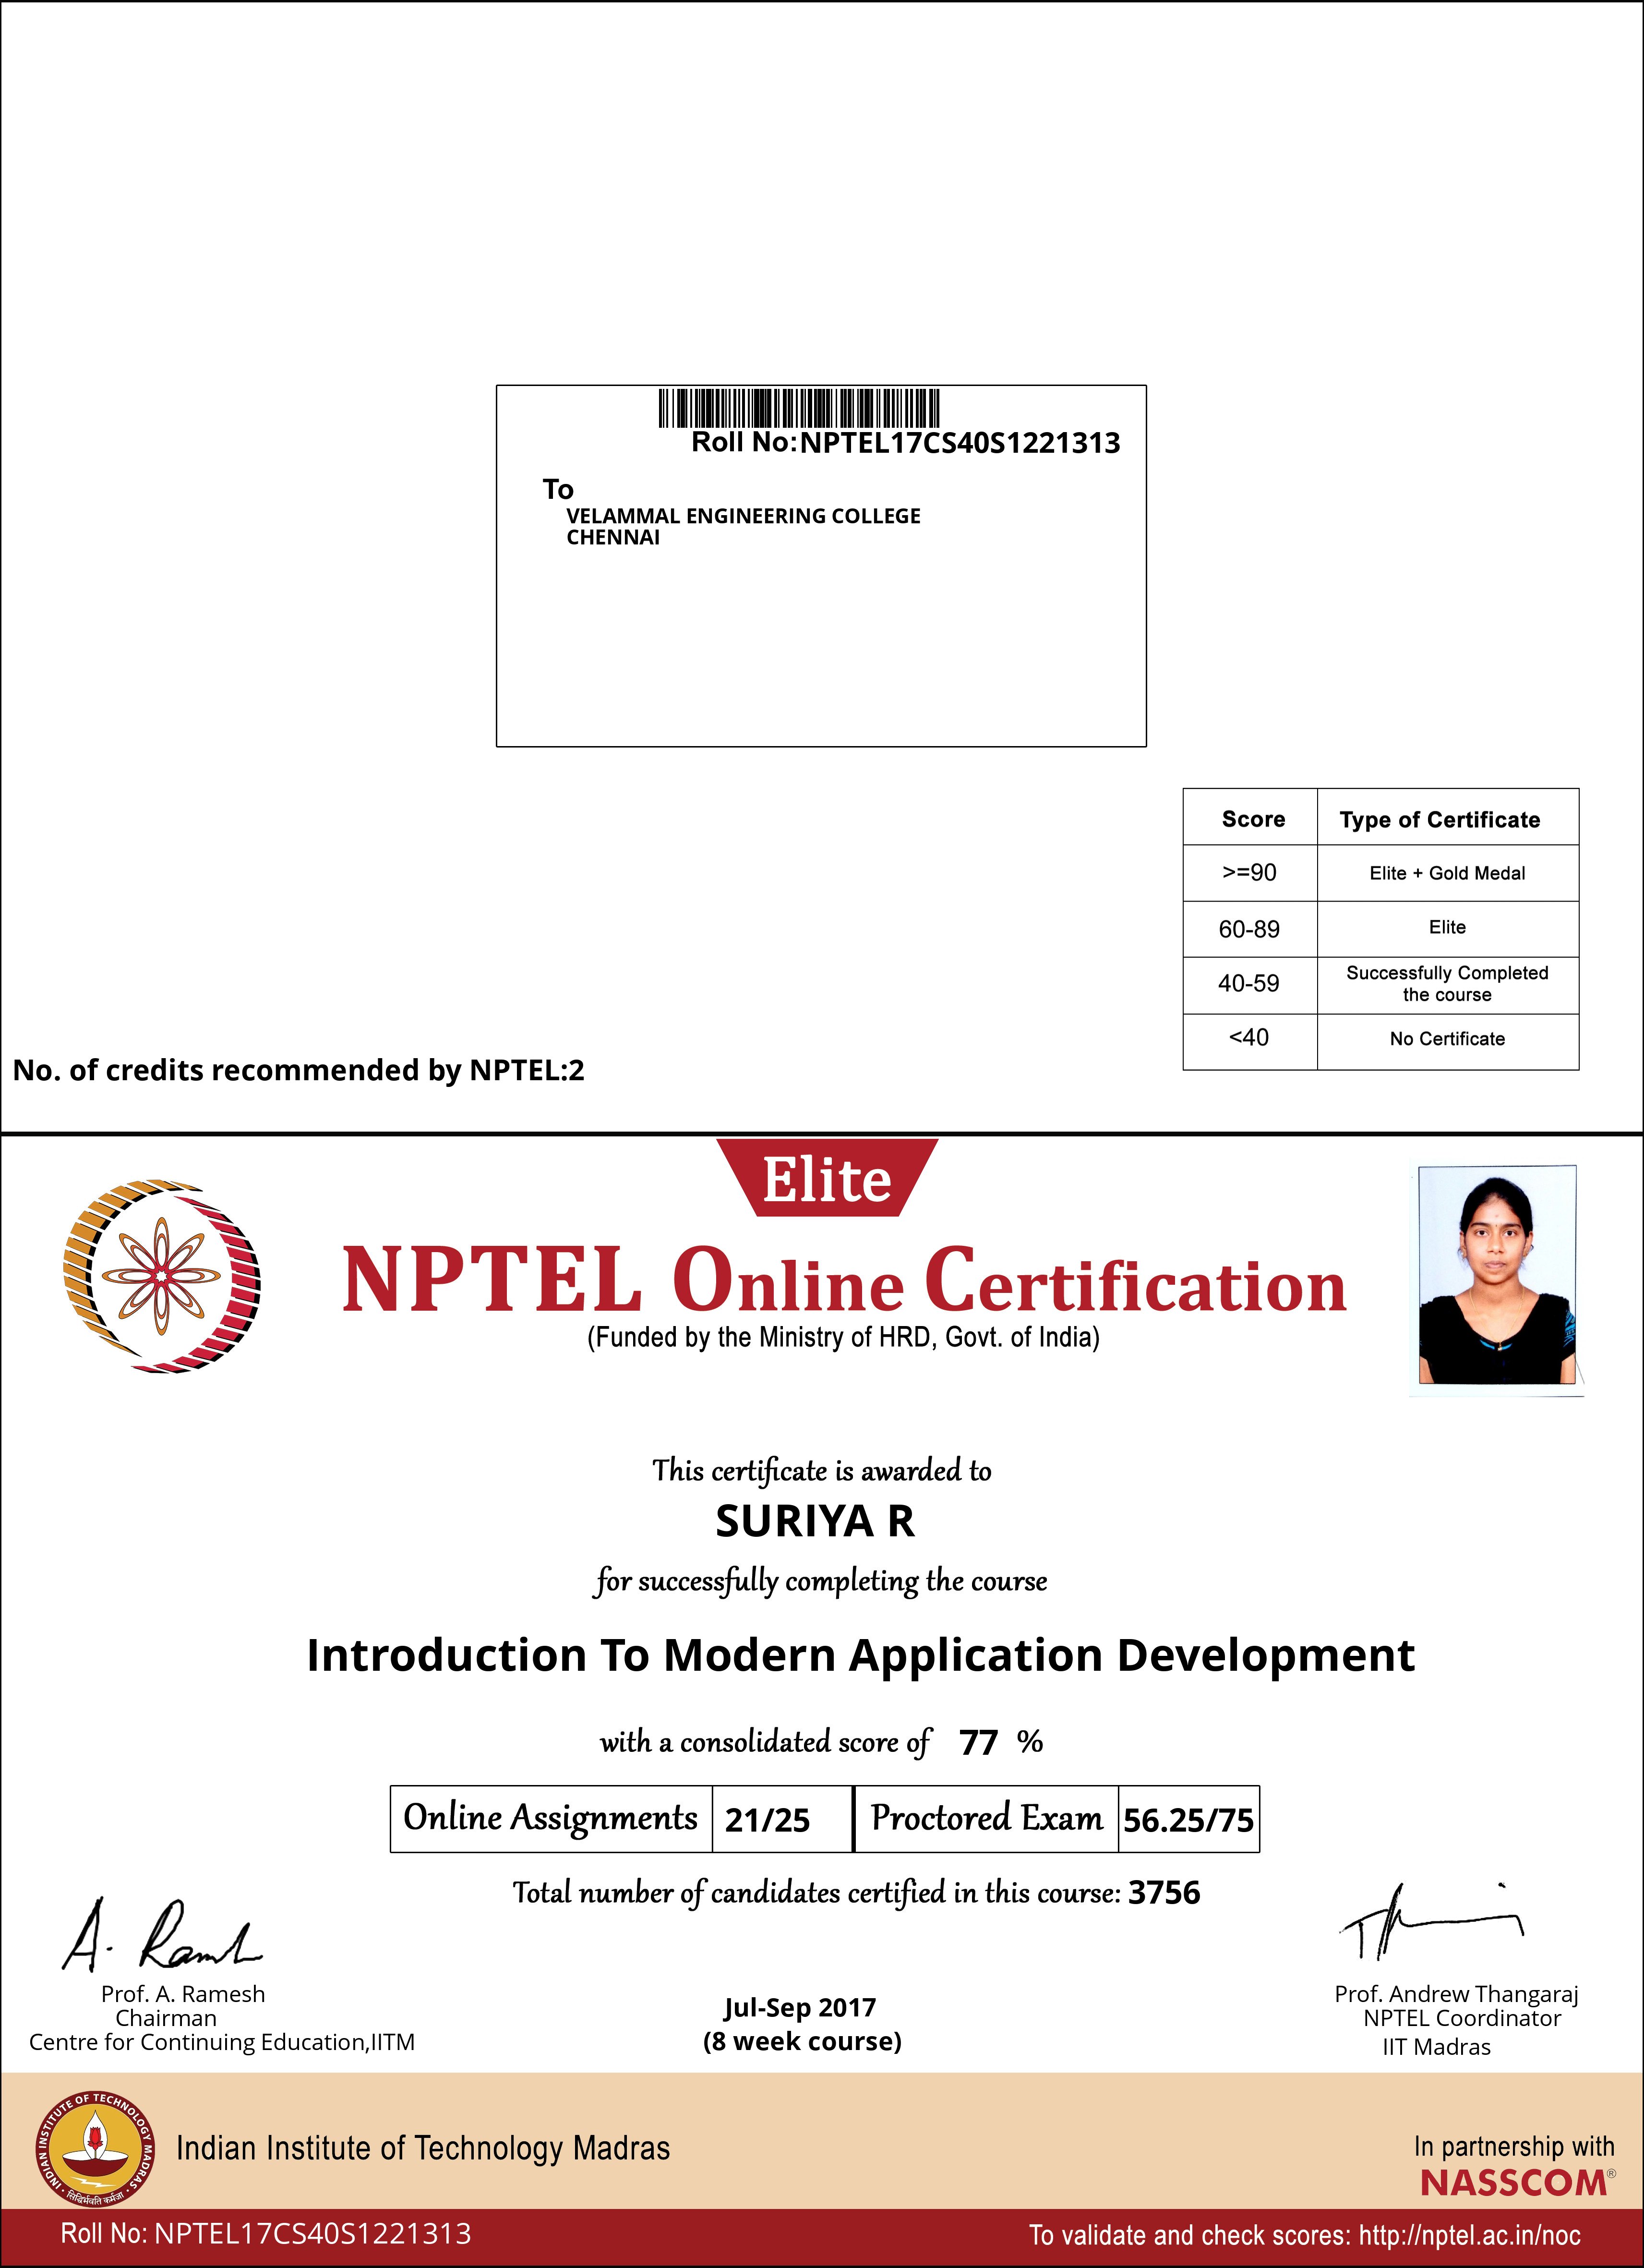 Roll No:NPTEL17CS40S1221313
To
VELAMMAL ENGINEERING COLLEGE
CHENNAI
Score Type of Certificate
>=90 Elite + Gold Medal
60-89 Elite
40-59 Successfully Completed
the course
<40 No Certificate
No. of credits recommended by NPTEL:2
Elite
NPTEL Online Certification
(Funded by the Ministry of HRD, Govt. of India)
This certificate is awarded to
SURIYA R
for successfully completing the course
Introduction To Modern Application Development
with a consolidated score of 77 %
Online Assignments 21/25 Proctored Exam 56.25/75
Total number of candidates certified in this course: 3756
A. Ramesh
Prof. A. Ramesh
Chairman
Centre for Continuing Education,IITM
Jul-Sep 2017
(8 week course)
Prof. Andrew Thangaraj
NPTEL Coordinator
IIT Madras
INDIAN INSTITUTE OF TECHNOLOGY MADRAS
सिद्धिर्भवति कर्मजा
Indian Institute of Technology Madras
In partnership with
NASSCOM®
Roll No: NPTEL17CS40S1221313
To validate and check scores: http://nptel.ac.in/noc